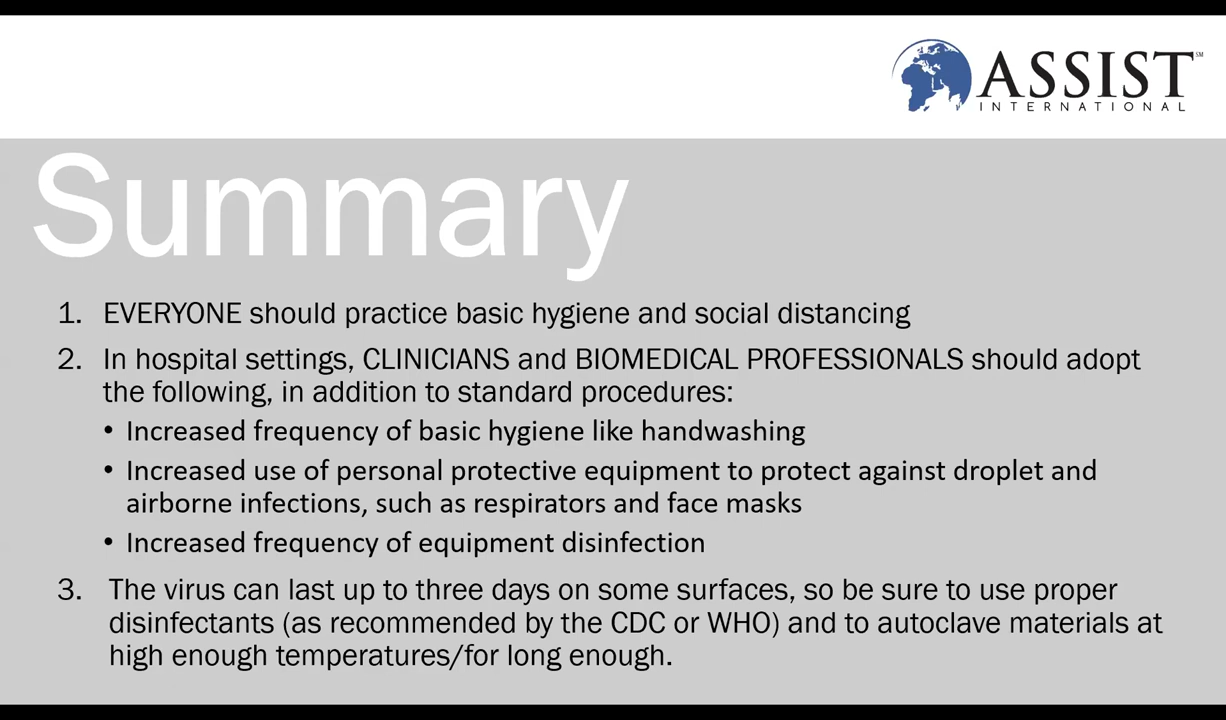 ASSIST SM
INTERNATIONAL
Summary
1. EVERYONE should practice basic hygiene and social distancing
2. In hospital settings, CLINICIANS and BIOMEDICAL PROFESSIONALS should adopt
the following, in addition to standard procedures:
• Increased frequency of basic hygiene like handwashing
• Increased use of personal protective equipment to protect against droplet and
airborne infections, such as respirators and face masks
• Increased frequency of equipment disinfection
3. The virus can last up to three days on some surfaces, so be sure to use proper
disinfectants (as recommended by the CDC or WHO) and to autoclave materials at
high enough temperatures/for long enough.